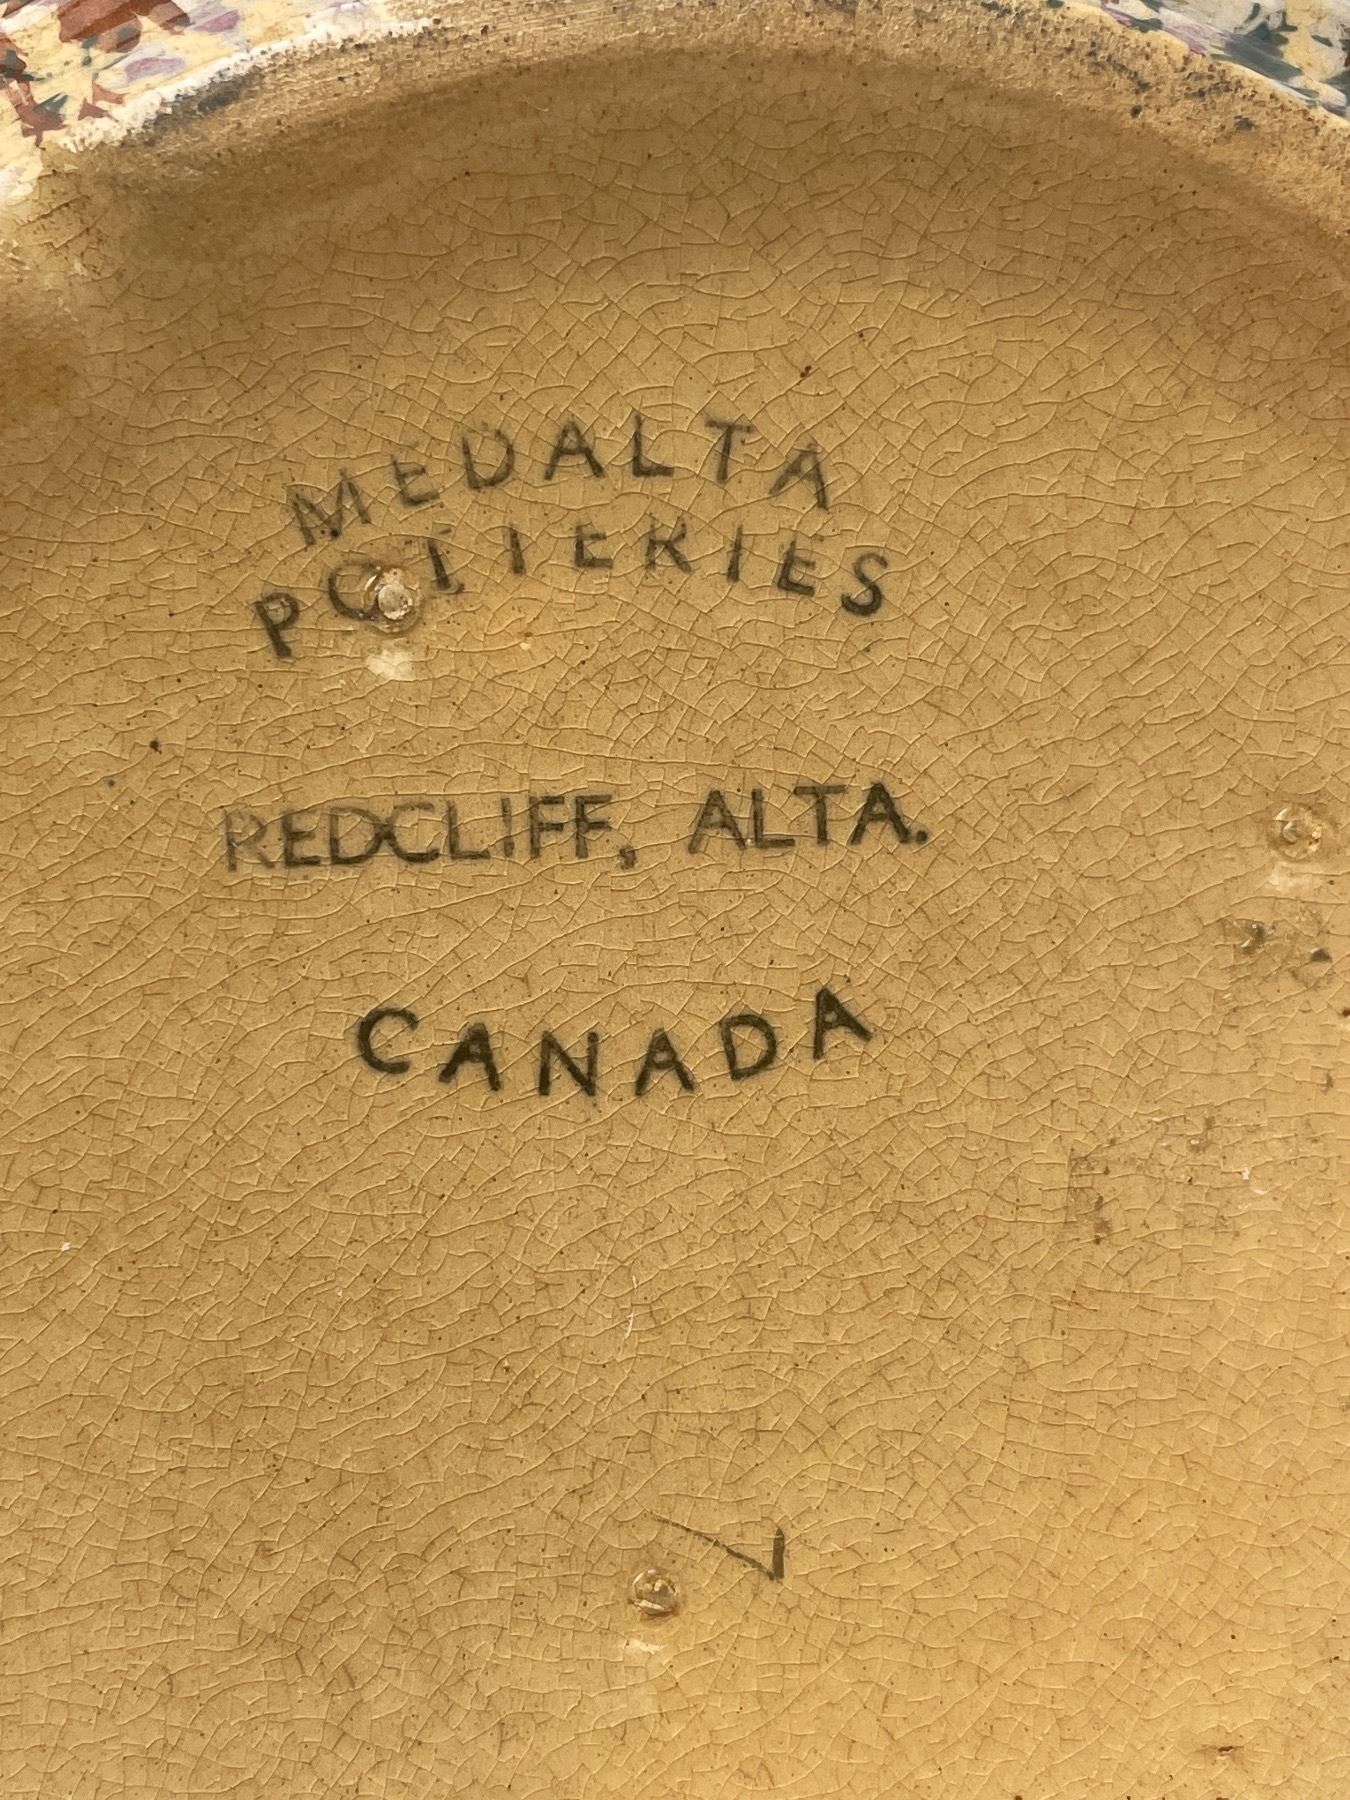 MEDALTA
POTTERIES
REDCLIFF, ALTA.
CANADA
V